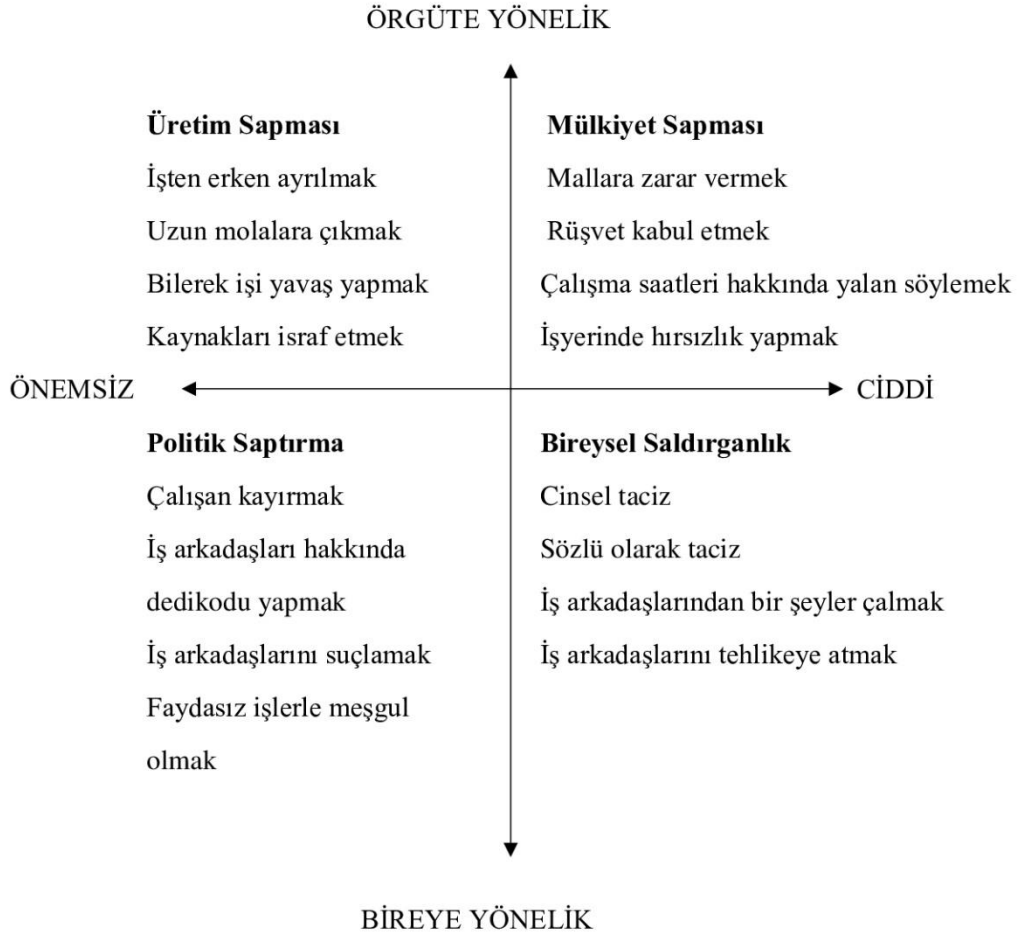 ÖRGÜTE YÖNELİK
Üretim Sapması
İşten erken ayrılmak
Uzun molalara çıkmak
Bilerek işi yavaş yapmak
Kaynakları israf etmek
Mülkiyet Sapması
Mallara zarar vermek
Rüşvet kabul etmek
Çalışma saatleri hakkında yalan söylemek
İşyerinde hırsızlık yapmak
ÖNEMSİZ
CİDDİ
Politik Saptırma
Çalışan kayırmak
İş arkadaşları hakkında
dedikodu yapmak
İş arkadaşlarını suçlamak
Faydasız işlerle meşgul
olmak
Bireysel Saldırganlık
Cinsel taciz
Sözlü olarak taciz
İş arkadaşlarından bir şeyler çalmak
İş arkadaşlarını tehlikeye atmak
BİREYE YÖNELİK